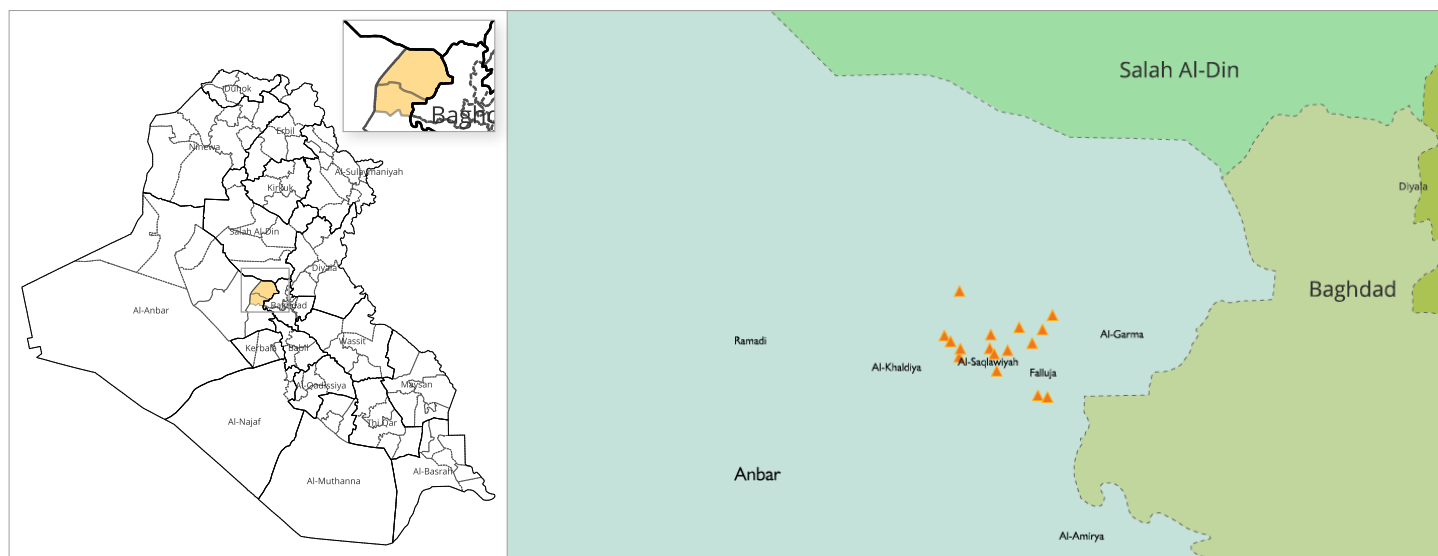 Baghd
Duhok
Erbil
Ninewa
Al-Sulaymaniyah
Kirkuk
Salah Al-Din
Diyala
Al-Anbar
Baghdad
Wassit
Kerbala
Babil
Al-Qadissiya
Maysan
Al-Najaf
Thi Qar
Al-Basrah
Al-Muthanna
Salah Al-Din
Diyala
Baghdad
Al-Garma
Ramadi
Al-Saqlawiyah
Al-Khaldiya
Falluja
Anbar
Al-Amirya